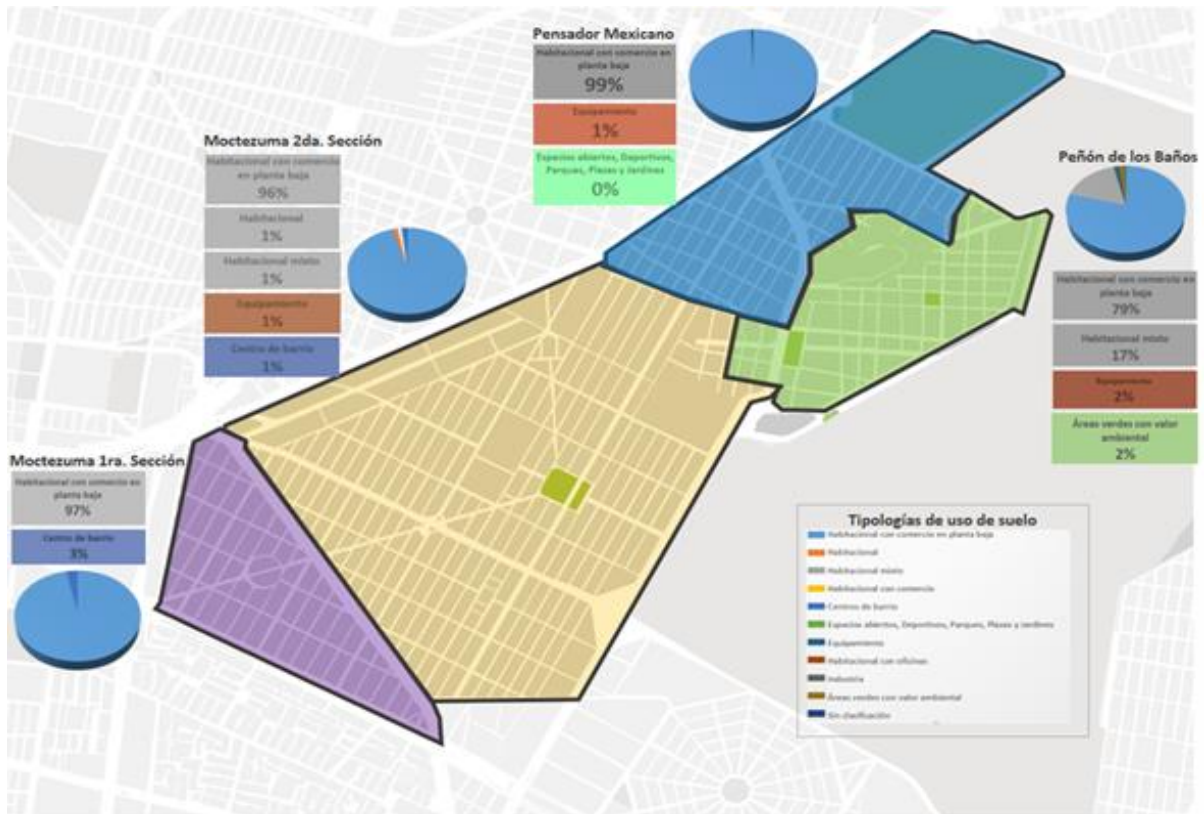 Pensador Mexicano
Habitacional con comercio en
planta baja
99%
Equipamiento
1%
Espacios abiertos, Deportivos,
Parques, Plazas y Jardines
0%
Moctezuma 2da. Sección
Habitacional con comercio
en planta baja
96%
Habitacional
1%
Habitacional mixto
1%
Equipamiento
1%
Centro de barrio
1%
Peñón de los Baños
Habitacional con comercio en
planta baja
79%
Habitacional mixto
17%
Equipamiento
2%
Áreas verdes con valor
ambiental
2%
Moctezuma 1ra. Sección
Habitacional con comercio en
planta baja
97%
Centro de barrio
3%
Tipologías de uso de suelo
Habitacional con comercio en planta baja
Habitacional
Habitacional mixto
Habitacional con comercio
Centros de barrio
Espacios abiertos, Deportivos, Parques, Plazas y Jardines
Equipamiento
Habitacional con oficinas
Industria
Áreas verdes con valor ambiental
Sin clasificación